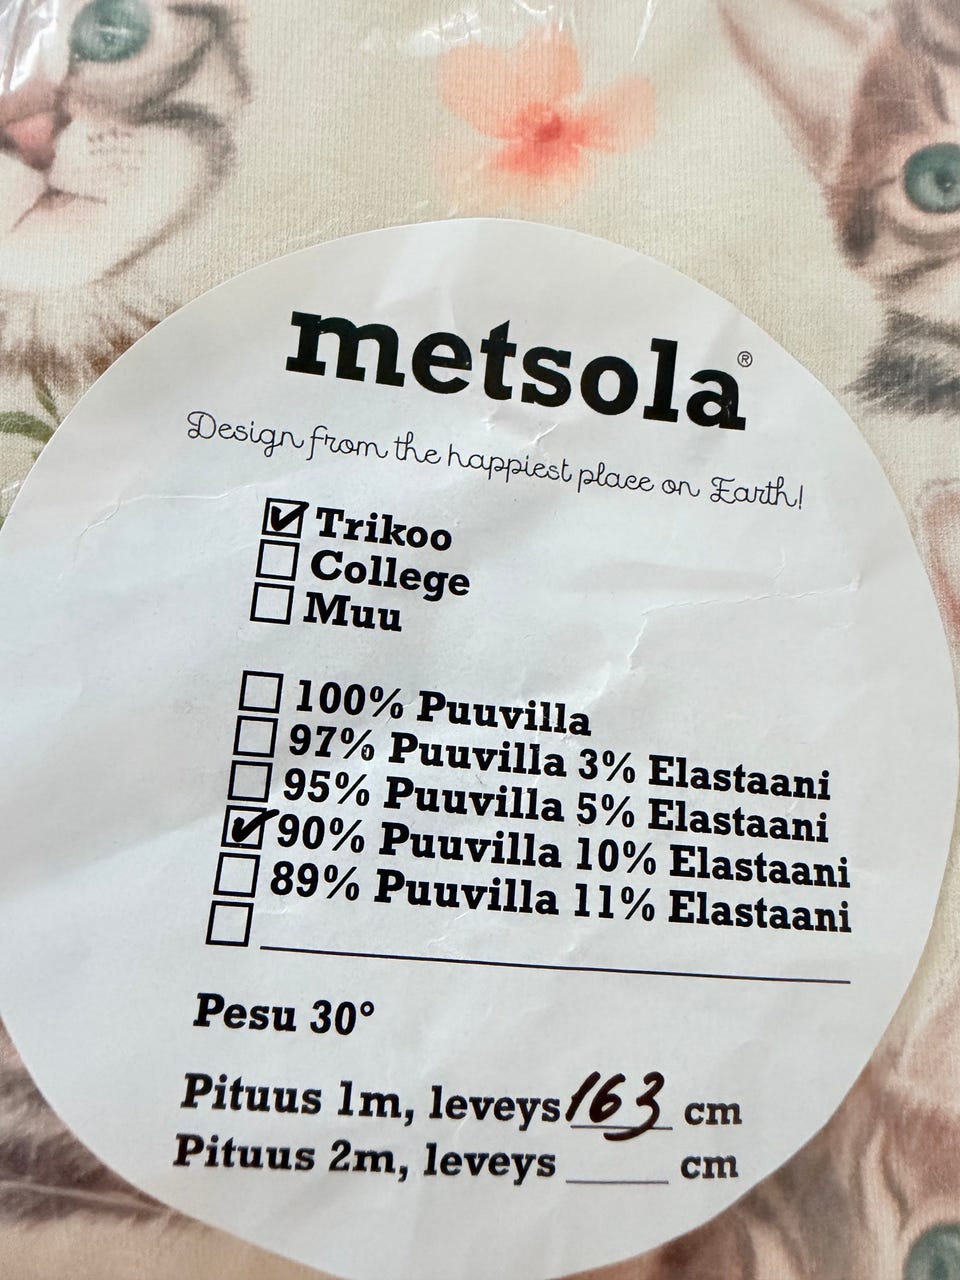 metsola®
Design from the happiest place on Earth!
Trikoo
College
Muu
100% Puuvilla
97% Puuvilla 3% Elastaani
95% Puuvilla 5% Elastaani
90% Puuvilla 10% Elastaani
89% Puuvilla 11% Elastaani
Pesu 30°
Pituus 1m, leveys 163 cm
Pituus 2m, leveys ____ cm